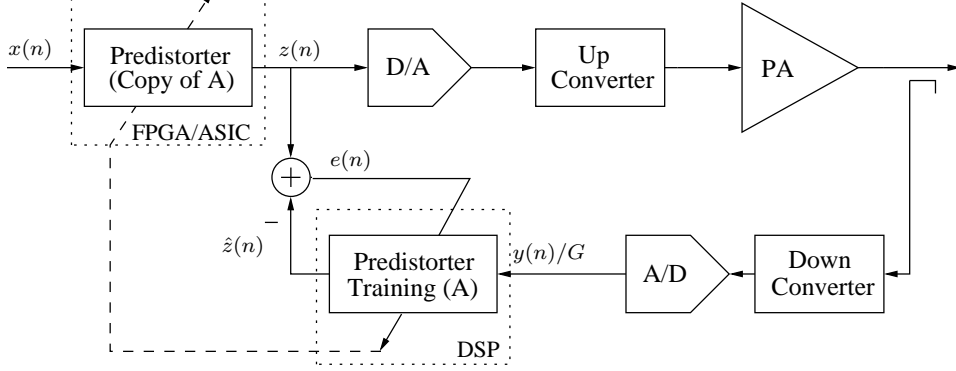 x(n)
Predistorter
(Copy of A)
z(n)
D/A
Up
Converter
PA
FPGA/ASIC
+
e(n)
−
ẑ(n)
Predistorter
Training (A)
y(n)/G
A/D
Down
Converter
DSP